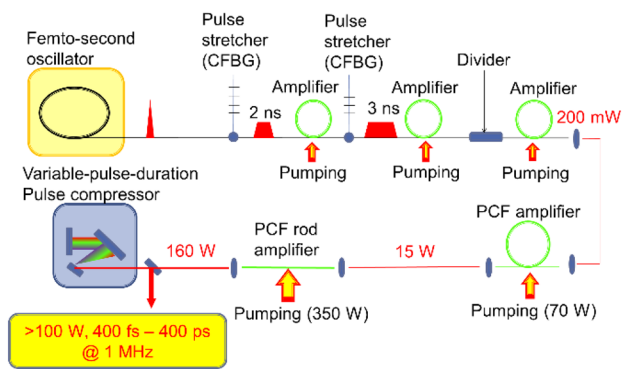 Femto-second
oscillator
Pulse
stretcher
(CFBG)
2 ns
Amplifier
Pumping
Pulse
stretcher
(CFBG)
3 ns
Amplifier
Pumping
Divider
Amplifier
200 mW
Pumping
Variable-pulse-duration
Pulse compressor
160 W
PCF rod
amplifier
Pumping (350 W)
15 W
PCF amplifier
Pumping (70 W)
>100 W, 400 fs – 400 ps
@ 1 MHz